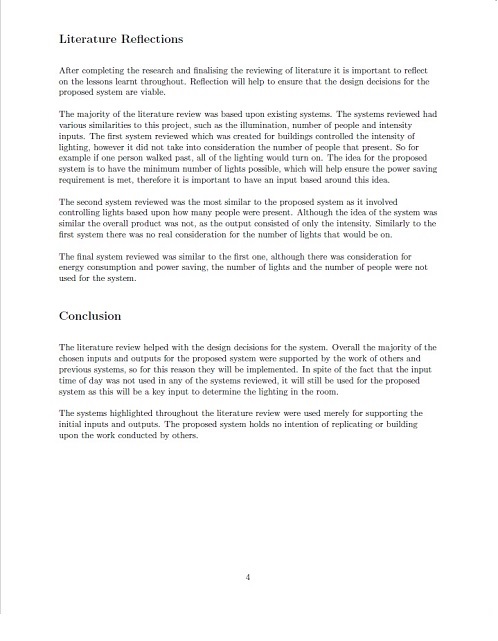 Literature Reflections
After completing the research and finalising the reviewing of literature it is important to reflect
on the lessons learnt throughout. Reflection will help to ensure that the design decisions for the
proposed system are viable.
The majority of the literature review was based upon existing systems. The systems reviewed had
various similarities to this project, such as the illumination, number of people and intensity
inputs. The first system reviewed which was created for buildings controlled the intensity of
lighting, however it did not take into consideration the number of people that present. So for
example if one person walked past, all of the lighting would turn on. The idea for the proposed
system is to have the minimum number of lights possible, which will help ensure the power saving
requirement is met, therefore it is important to have an input based around this idea.
The second system reviewed was the most similar to the proposed system as it involved
controlling lights based upon how many people were present. Although the idea of the system was
similar the overall product was not, as the output consisted of only the intensity. Similarly to the
first system there was no real consideration for the number of lights that would be on.
The final system reviewed was similar to the first one, although there was consideration for
energy consumption and power saving, the number of lights and the number of people were not
used for the system.
Conclusion
The literature review helped with the design decisions for the system. Overall the majority of the
chosen inputs and outputs for the proposed system were supported by the work of others and
previous systems, so for this reason they will be implemented. In spite of the fact that the input
time of day was not used in any of the systems reviewed, it will still be used for the proposed
system as this will be a key input to determine the lighting in the room.
The systems highlighted throughout the literature review were used merely for supporting the
initial inputs and outputs. The proposed system holds no intention of replicating or building
upon the work conducted by others.
4